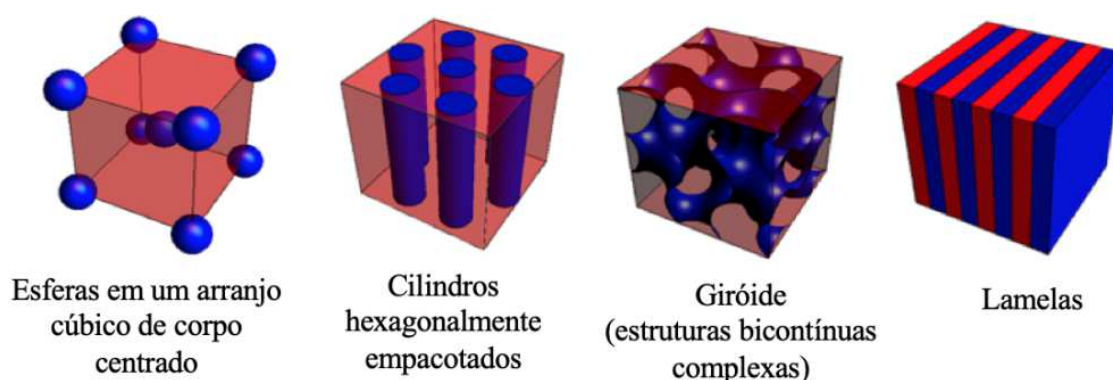 Esferas em um arranjo
cúbico de corpo
centrado
Cilindros
hexagonalmente
empacotados
Giróide
(estruturas bicontínuas
complexas)
Lamelas